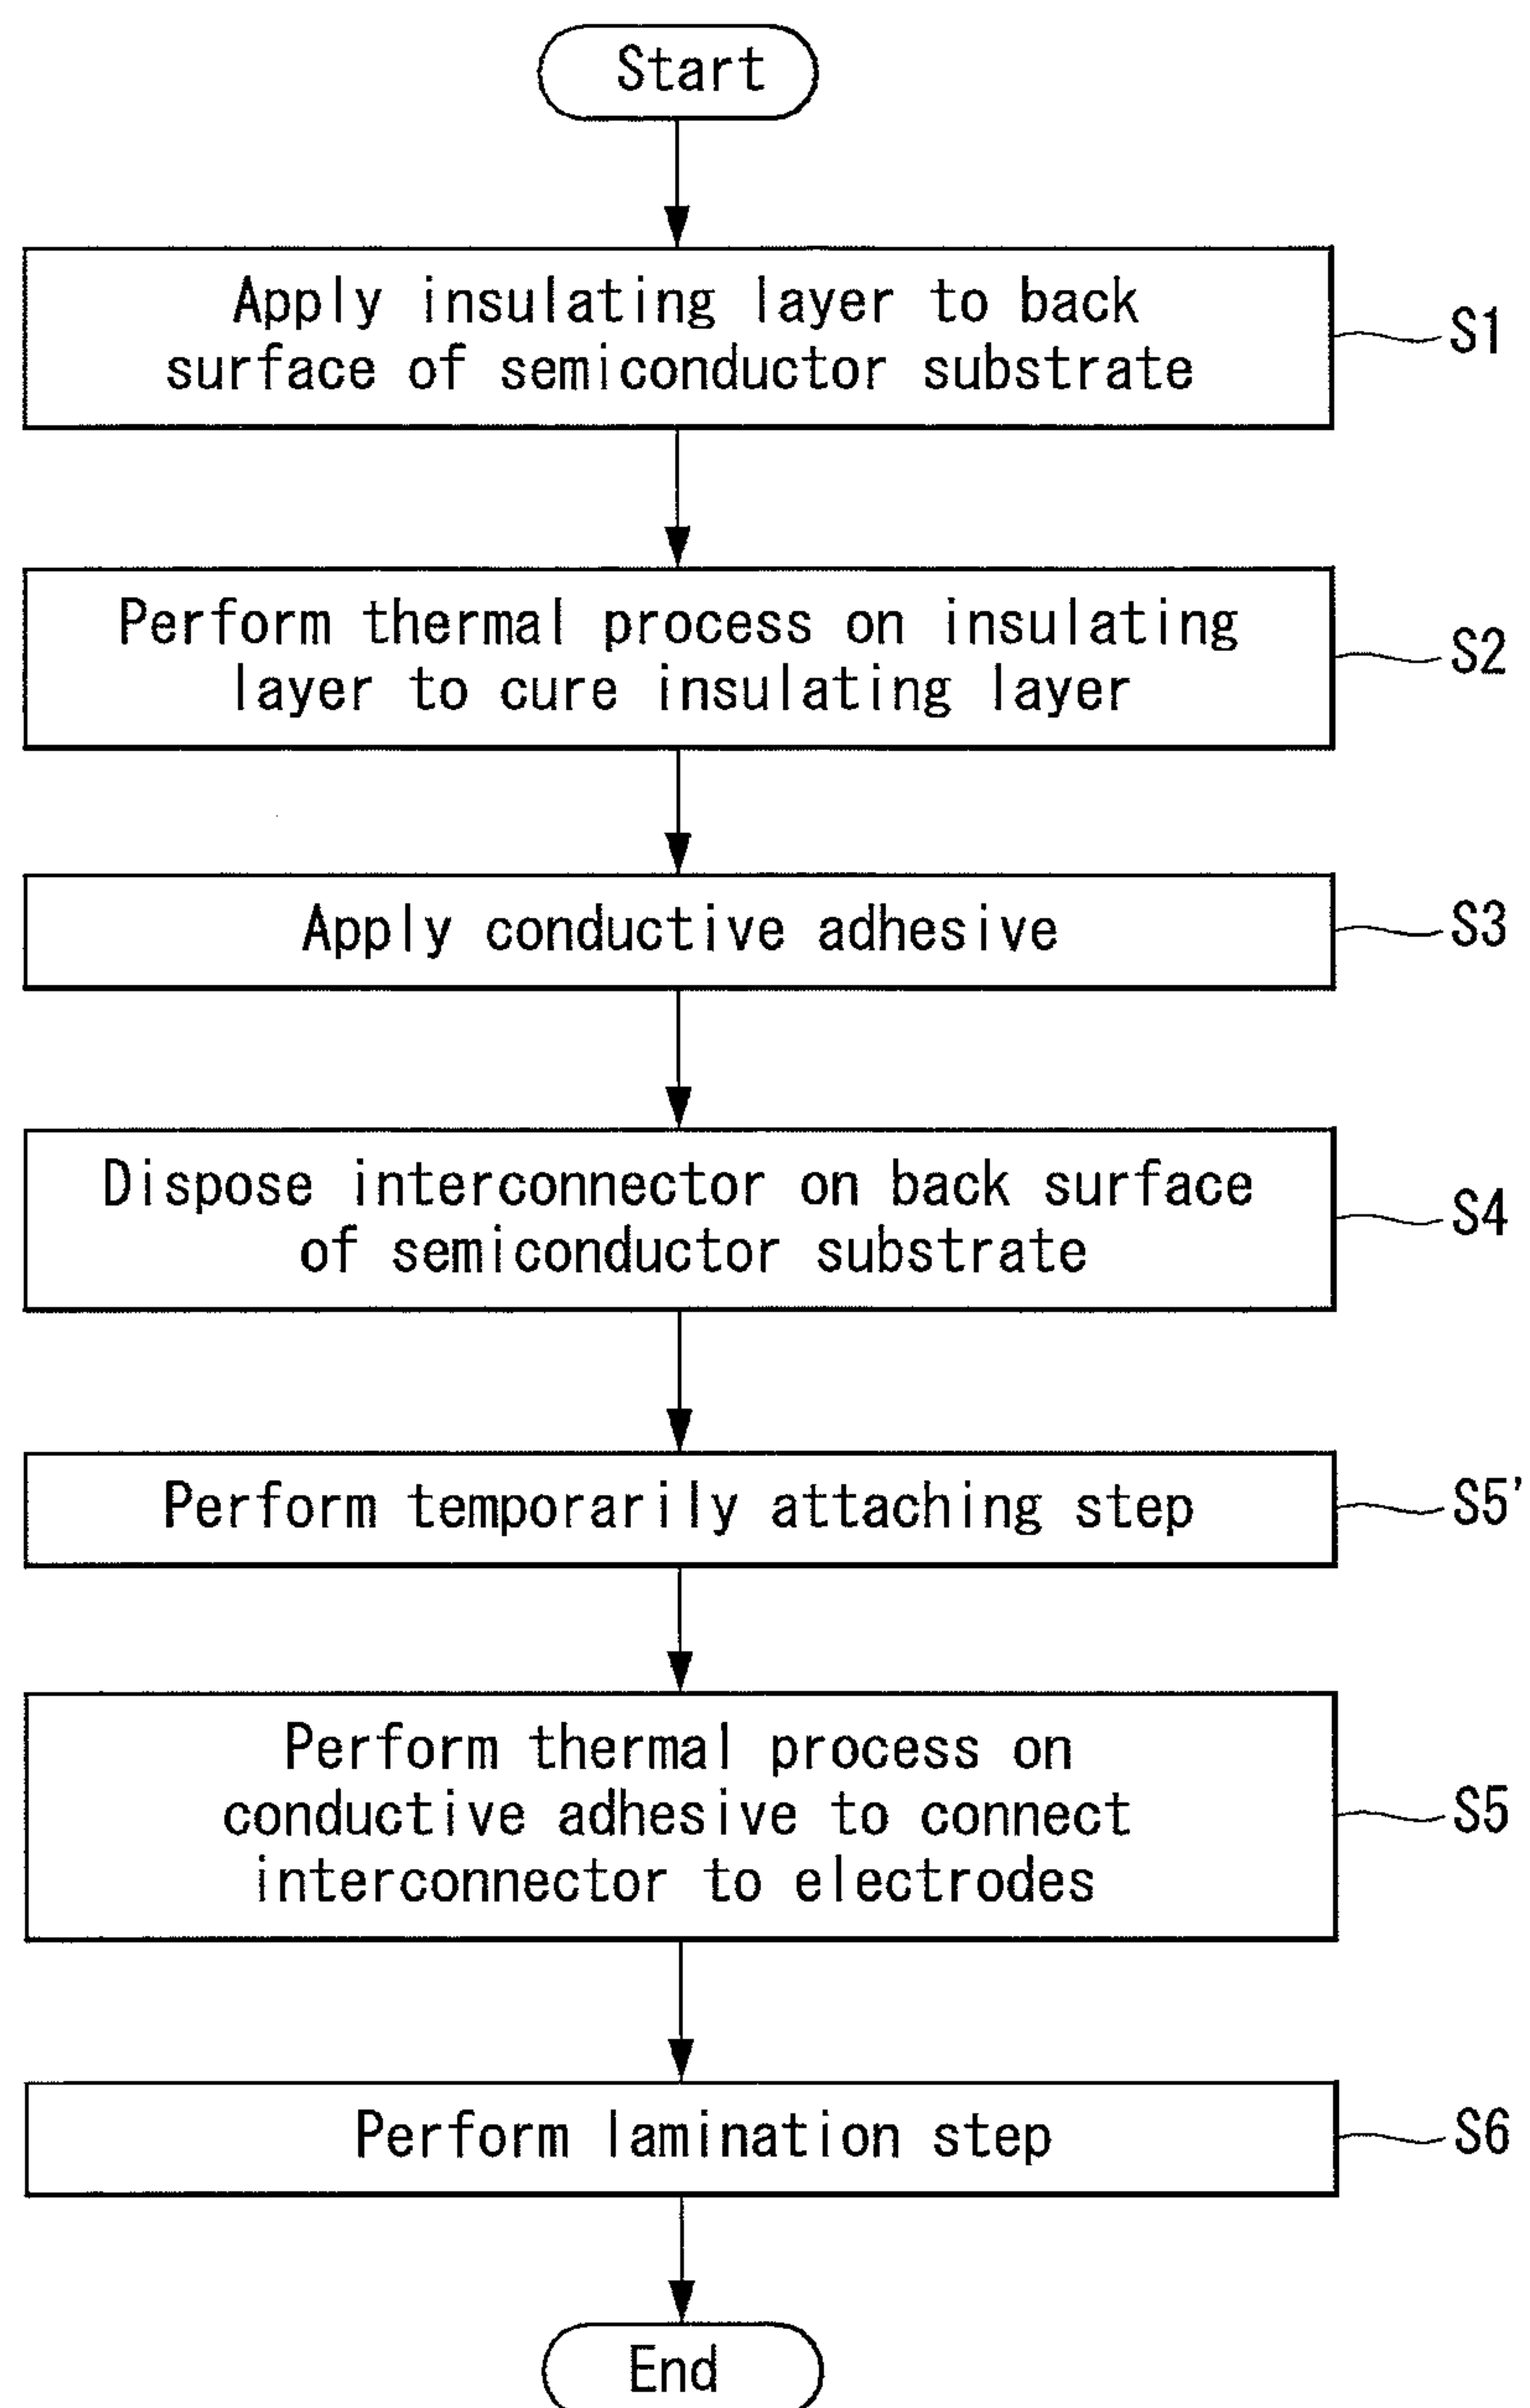 Start
Apply insulating layer to back
surface of semiconductor substrate
S1
Perform thermal process on insulating
layer to cure insulating layer
S2
Apply conductive adhesive
S3
Dispose interconnector on back surface
of semiconductor substrate
S4
Perform temporarily attaching step
S5'
Perform thermal process on
conductive adhesive to connect
interconnector to electrodes
S5
Perform lamination step
S6
End